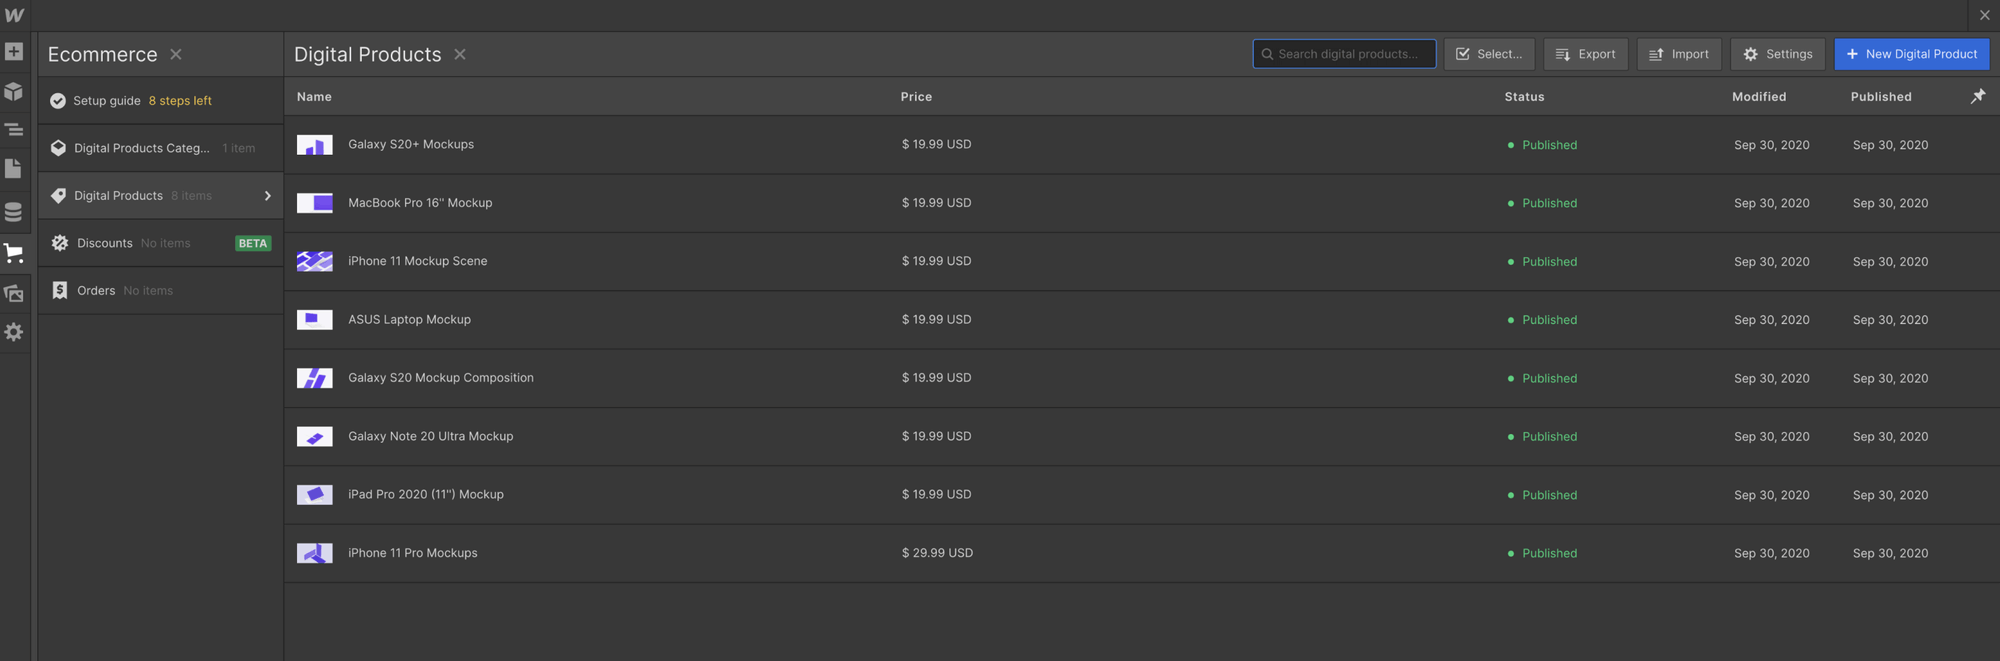 Ecommerce
Digital Products
Search digital products...
Select...
Export
Import
Settings
New Digital Product
Setup guide 8 steps left
Digital Products Categ... 1 item
Digital Products 8 items
Discounts No items BETA
Orders No items
Name Price Status Modified Published
Galaxy S20+ Mockups $ 19.99 USD Published Sep 30, 2020 Sep 30, 2020
MacBook Pro 16" Mockup $ 19.99 USD Published Sep 30, 2020 Sep 30, 2020
iPhone 11 Mockup Scene $ 19.99 USD Published Sep 30, 2020 Sep 30, 2020
ASUS Laptop Mockup $ 19.99 USD Published Sep 30, 2020 Sep 30, 2020
Galaxy S20 Mockup Composition $ 19.99 USD Published Sep 30, 2020 Sep 30, 2020
Galaxy Note 20 Ultra Mockup $ 19.99 USD Published Sep 30, 2020 Sep 30, 2020
iPad Pro 2020 (11") Mockup $ 19.99 USD Published Sep 30, 2020 Sep 30, 2020
iPhone 11 Pro Mockups $ 29.99 USD Published Sep 30, 2020 Sep 30, 2020